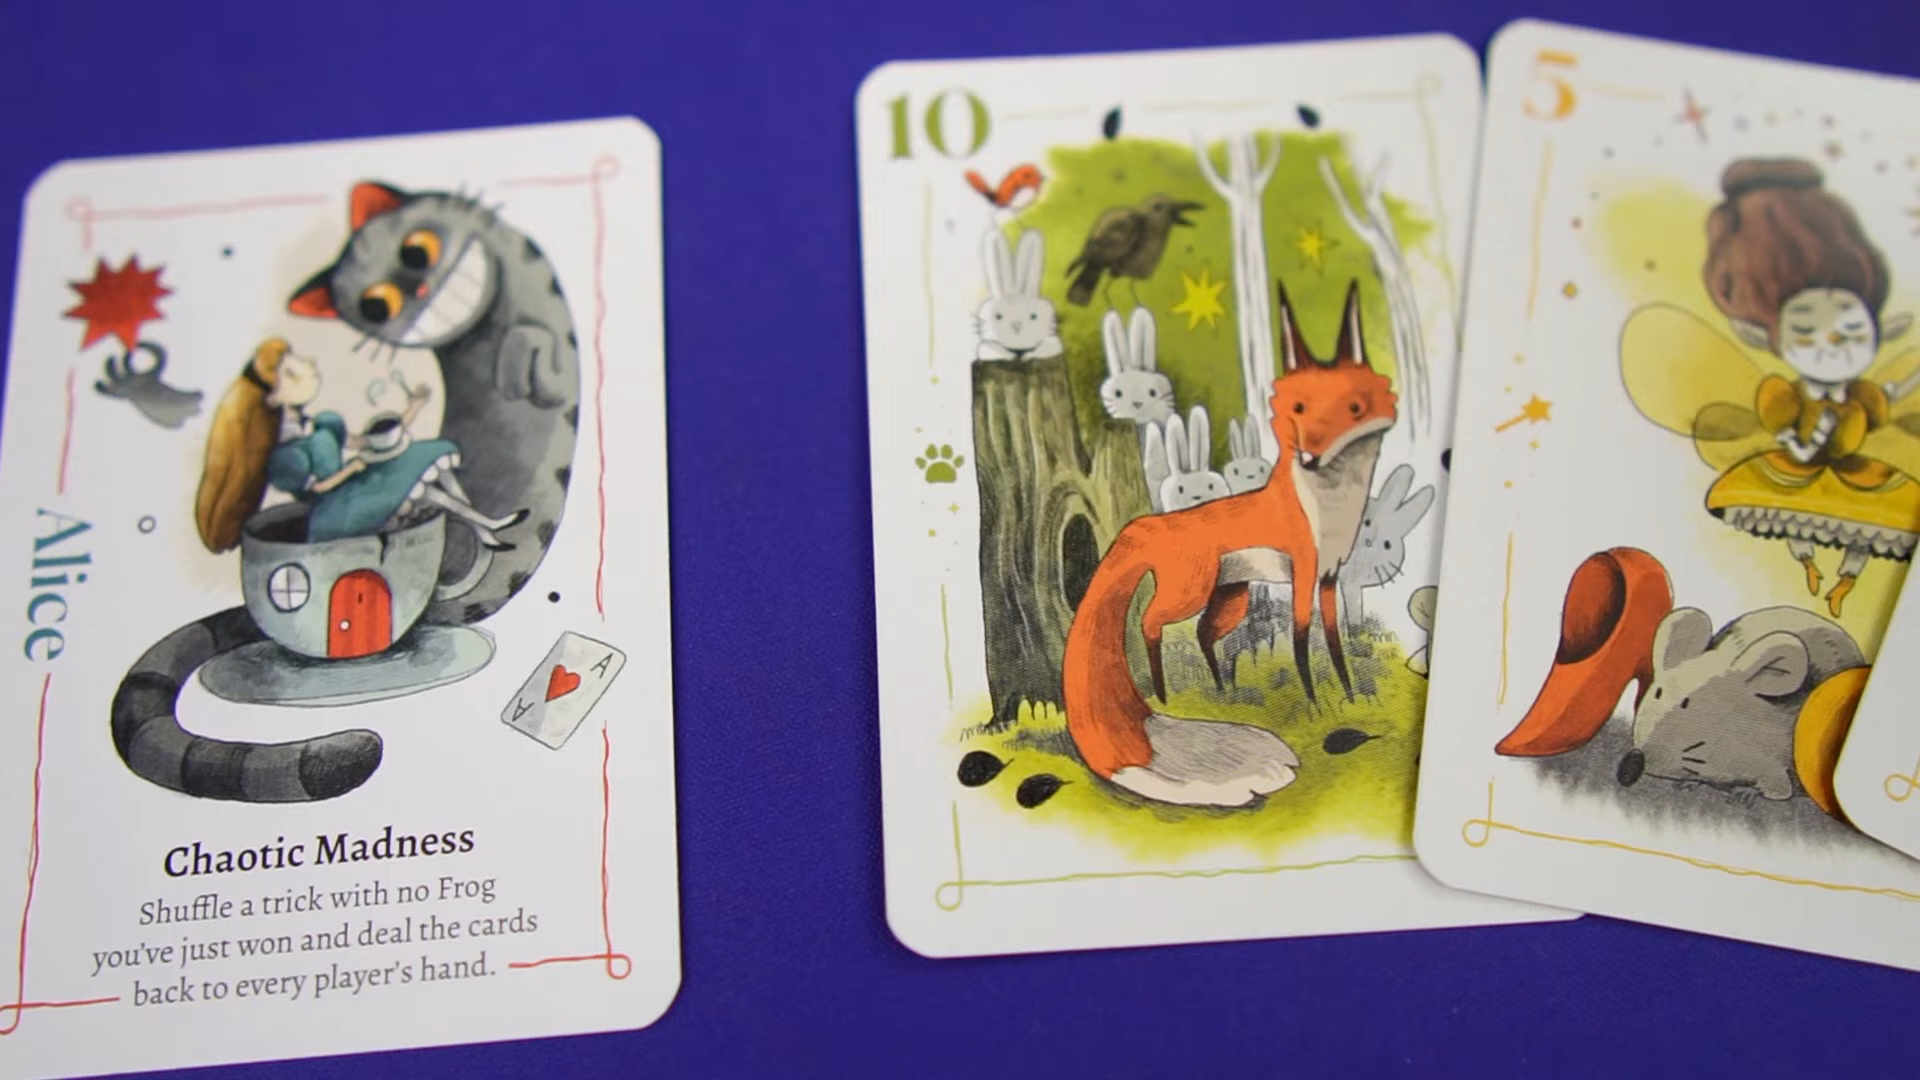 Alice
A
A
Chaotic Madness
Shuffle a trick with no Frog
you've just won and deal the cards
back to every player's hand.
10
5